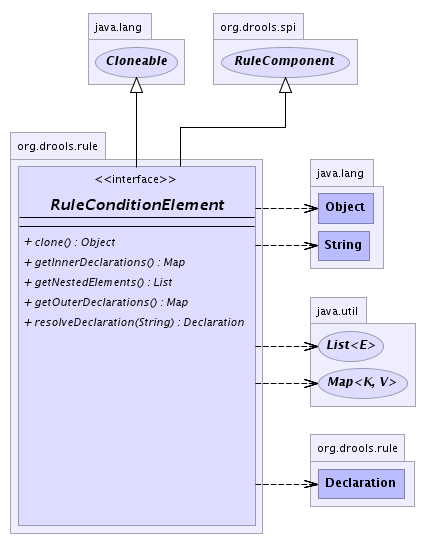 java.lang
Cloneable
org.drools.spi
RuleComponent
org.drools.rule
<<interface>>
RuleConditionElement
+ clone() : Object
+ getInnerDeclarations() : Map
+ getNestedElements() : List
+ getOuterDeclarations() : Map
+ resolveDeclaration(String) : Declaration
java.lang
Object
String
java.util
List<E>
Map<K, V>
org.drools.rule
Declaration